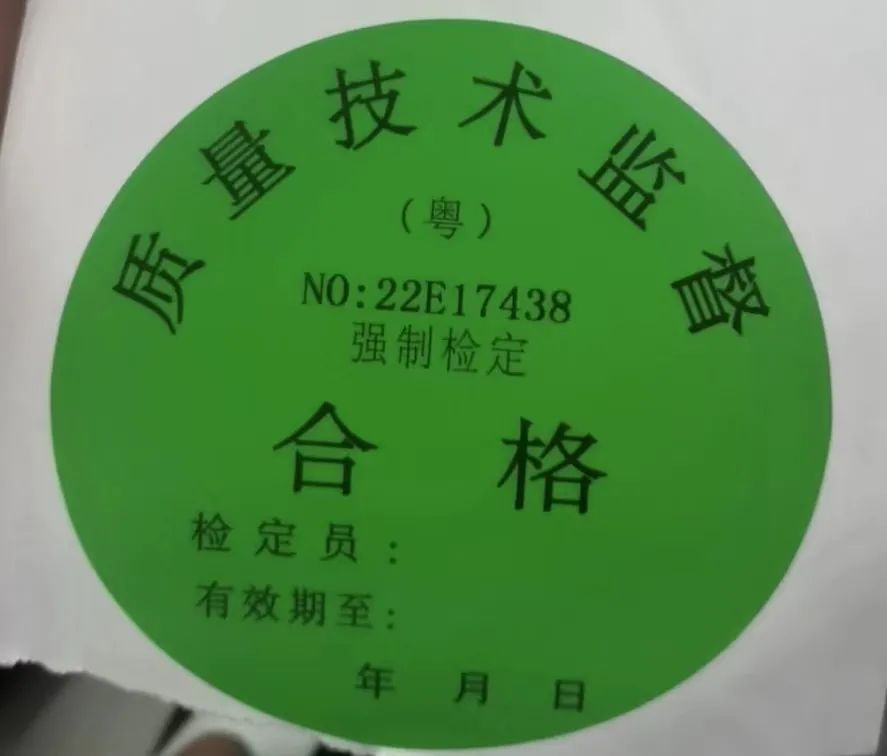 质量技术监督
（粤）
NO:22E17438
强制检定
合 格
检定员：
有效期至：
年 月 日